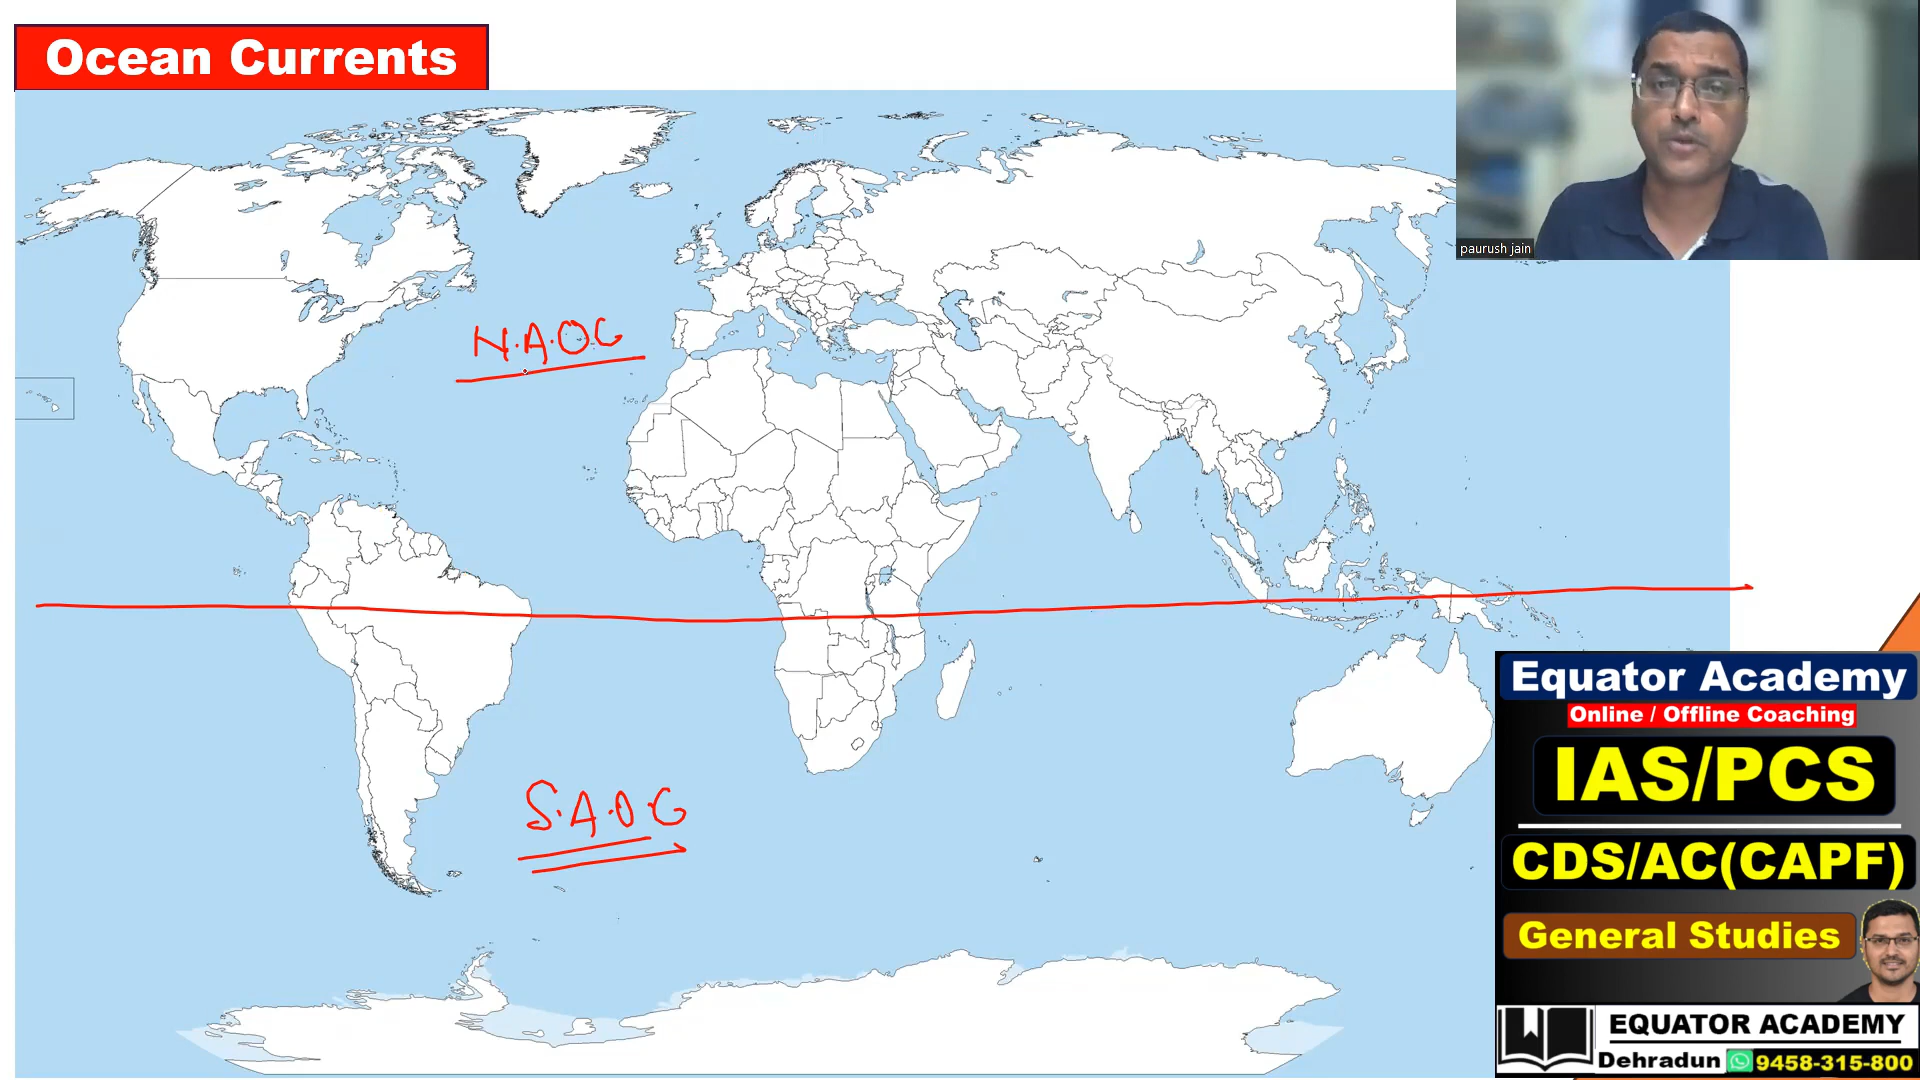 Ocean Currents
paurush jain
N.A.O.G
S.A.O.G
Equator Academy
Online / Offline Coaching
IAS/PCS
CDS/AC(CAPF)
General Studies
EQUATOR ACADEMY
Dehradun 9458-315-800